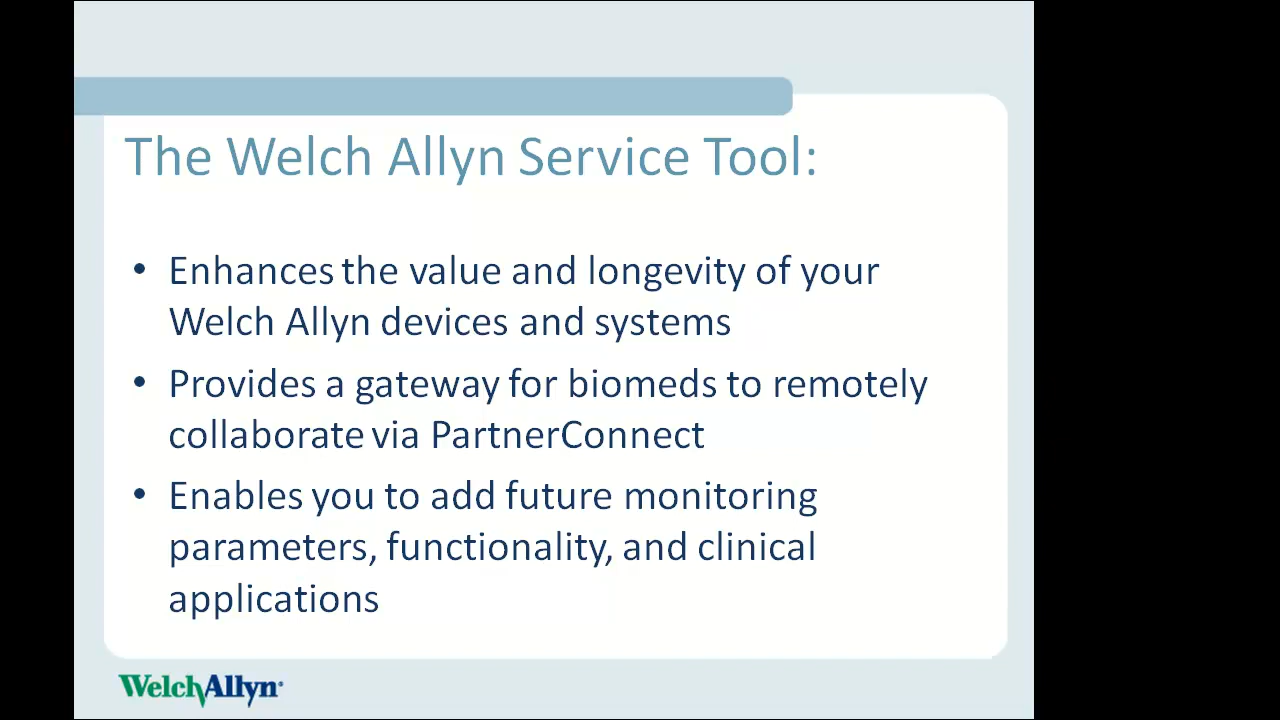 The Welch Allyn Service Tool:
• Enhances the value and longevity of your
Welch Allyn devices and systems
• Provides a gateway for biomeds to remotely
collaborate via PartnerConnect
• Enables you to add future monitoring
parameters, functionality, and clinical
applications
WelchAllyn®